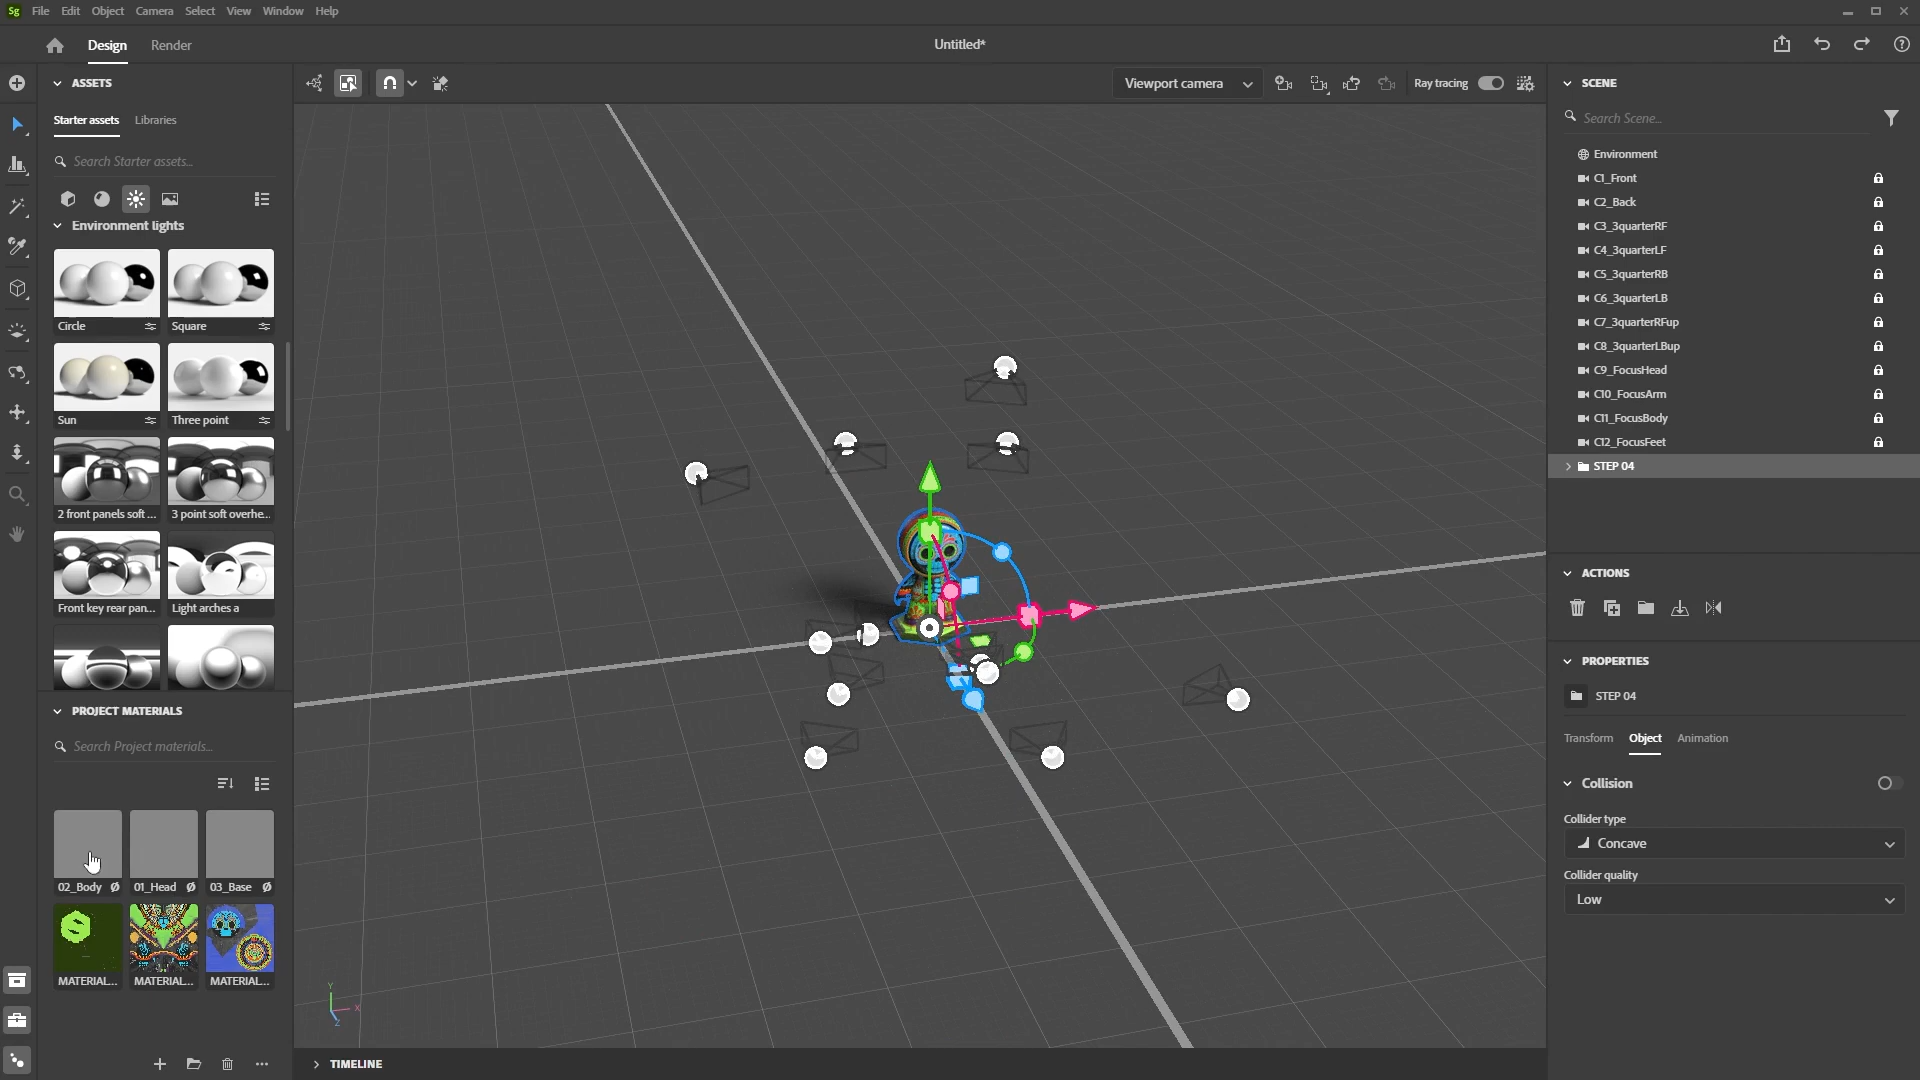 Sg File Edit Object Camera Select View Window Help
Design Render Untitled*
ASSETS
Starter assets Libraries
Search Starter assets...
Environment lights
Circle Square
Sun Three point
2 front panels soft ... 3 point soft overhe...
Front key rear pan... Light arches a
PROJECT MATERIALS
Search Project materials...
02_Body 01_Head 03_Base
MATERIAL... MATERIAL... MATERIAL...
Viewport camera Ray tracing
Y
X
Z
TIMELINE
SCENE
Search Scene...
Environment
C1_Front
C2_Back
C3_3quarterRF
C4_3quarterLF
C5_3quarterRB
C6_3quarterLB
C7_3quarterRFup
C8_3quarterLBup
C9_FocusHead
C10_FocusArm
C11_FocusBody
C12_FocusFeet
STEP 04
ACTIONS
PROPERTIES
STEP 04
Transform Object Animation
Collision
Collider type
Concave
Collider quality
Low